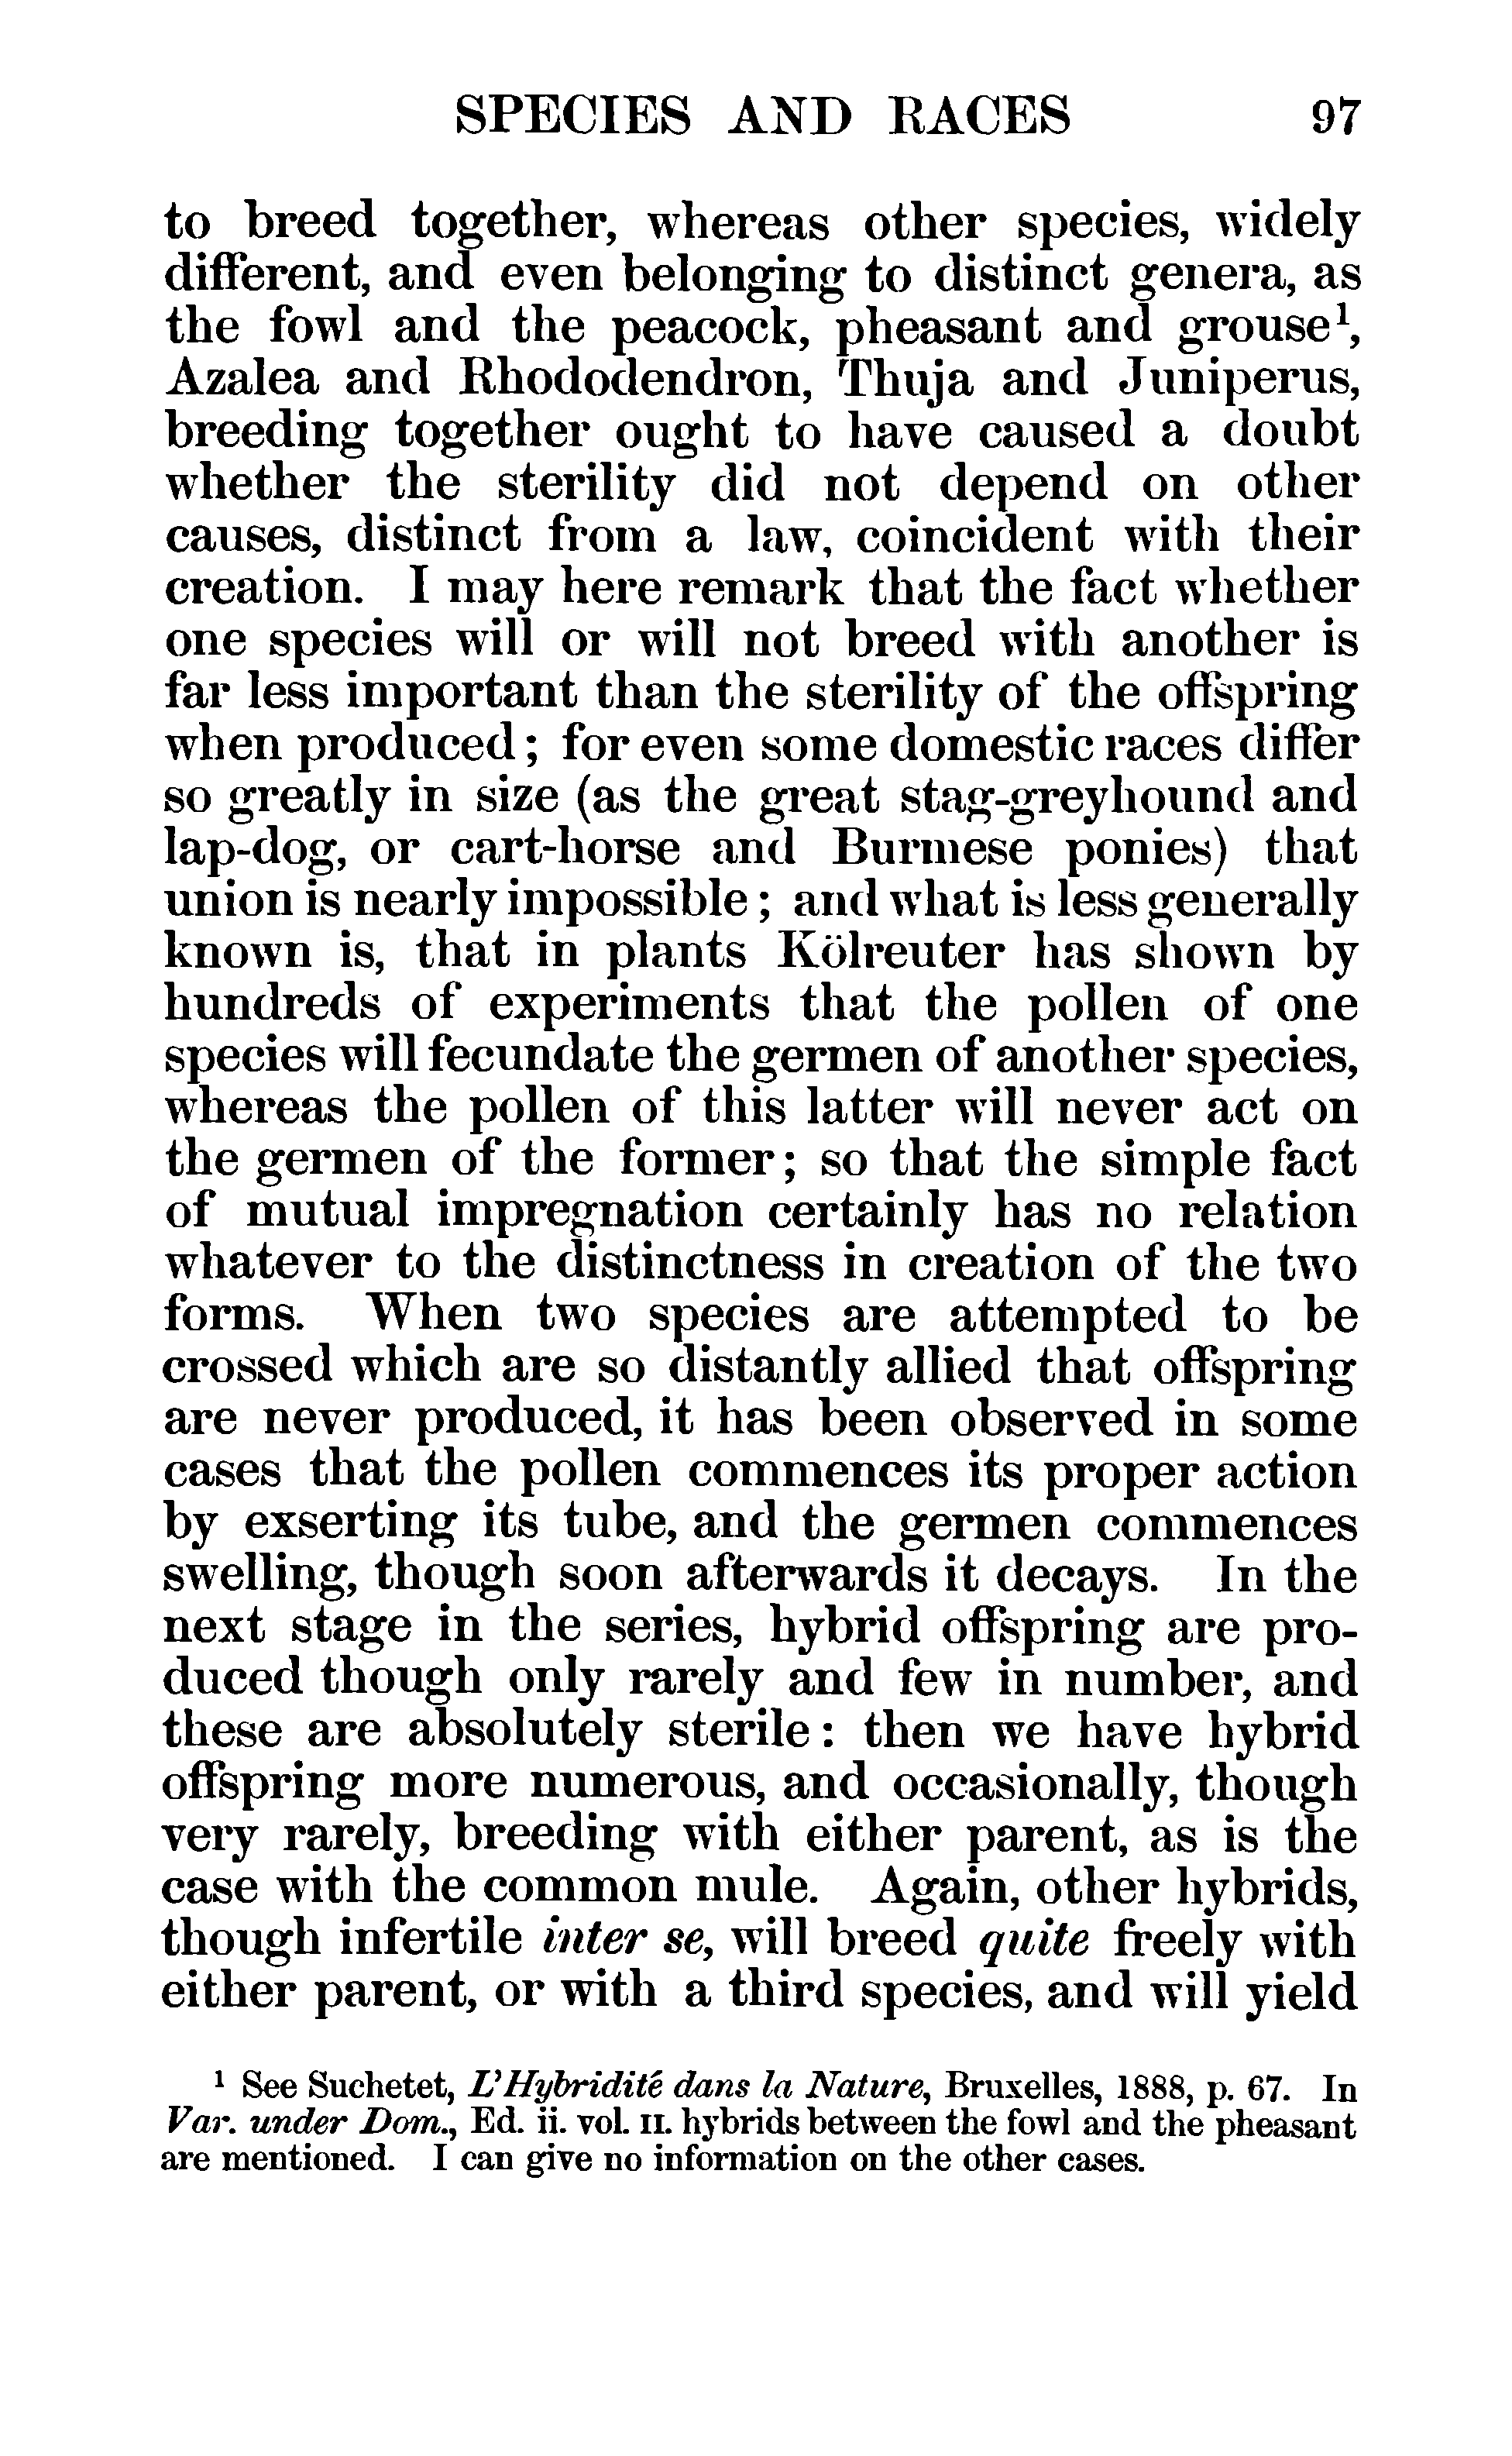 SPECIES AND RACES 97
to breed together, whereas other species, widely
different, and even belonging to distinct genera, as
the fowl and the peacock, pheasant and grouse¹,
Azalea and Rhododendron, Thuja and Juniperus,
breeding together ought to have caused a doubt
whether the sterility did not depend on other
causes, distinct from a law, coincident with their
creation. I may here remark that the fact whether
one species will or will not breed with another is
far less important than the sterility of the offspring
when produced; for even some domestic races differ
so greatly in size (as the great stag-greyhound and
lap-dog, or cart-horse and Burmese ponies) that
union is nearly impossible; and what is less generally
known is, that in plants Kölreuter has shown by
hundreds of experiments that the pollen of one
species will fecundate the germen of another species,
whereas the pollen of this latter will never act on
the germen of the former; so that the simple fact
of mutual impregnation certainly has no relation
whatever to the distinctness in creation of the two
forms. When two species are attempted to be
crossed which are so distantly allied that offspring
are never produced, it has been observed in some
cases that the pollen commences its proper action
by exserting its tube, and the germen commences
swelling, though soon afterwards it decays. In the
next stage in the series, hybrid offspring are pro-
duced though only rarely and few in number, and
these are absolutely sterile: then we have hybrid
offspring more numerous, and occasionally, though
very rarely, breeding with either parent, as is the
case with the common mule. Again, other hybrids,
though infertile inter se, will breed quite freely with
either parent, or with a third species, and will yield
¹ See Suchetet, L'Hybridité dans la Nature, Bruxelles, 1888, p. 67. In
Var. under Dom., Ed. ii. vol. II. hybrids between the fowl and the pheasant
are mentioned. I can give no information on the other cases.